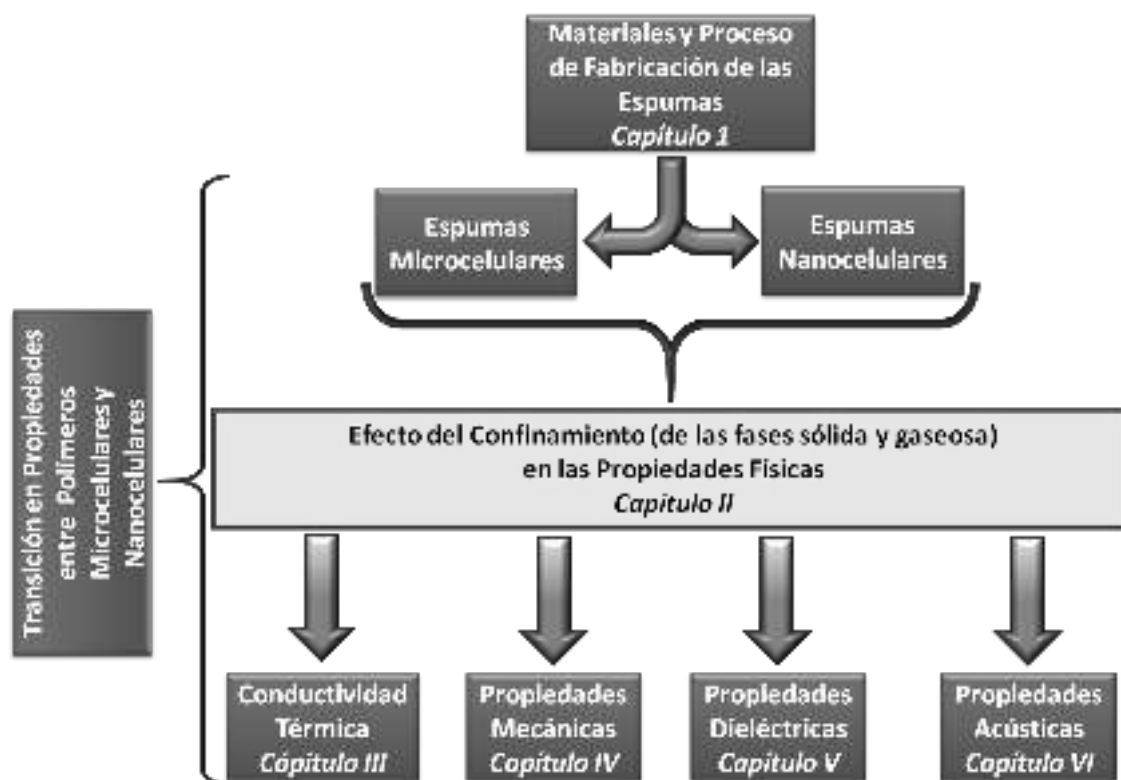 Materiales y Proceso
de Fabricación de las
Espumas
Capítulo 1
Espumas
Microcelulares
Espumas
Nanocelulares
Transición en Propiedades
entre Polímeros
Microcelulares y
Nanocelulares
Efecto del Confinamiento (de las fases sólida y gaseosa)
en las Propiedades Físicas
Capítulo II
Conductividad
Térmica
Cápítulo III
Propiedades
Mecánicas
Capítulo IV
Propiedades
Dieléctricas
Capítulo V
Propiedades
Acústicas
Capítulo VI